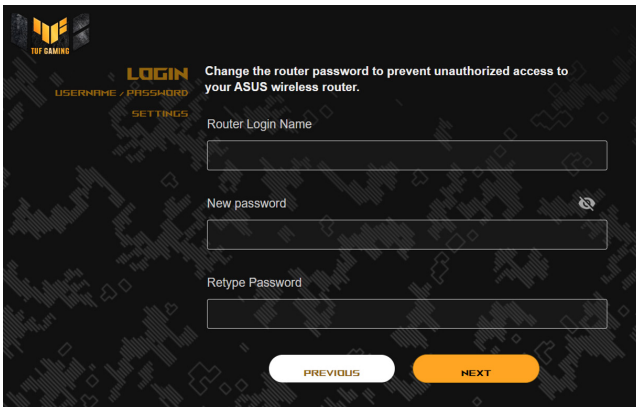 TUF GAMING
LOGIN
USERNAME / PASSWORD
SETTINGS
Change the router password to prevent unauthorized access to
your ASUS wireless router.
Router Login Name
New password
Retype Password
PREVIOUS
NEXT